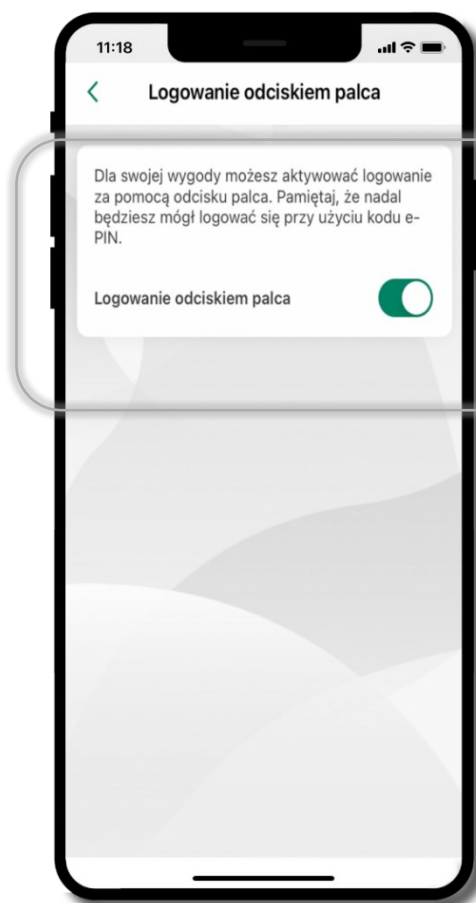 11:18
Logowanie odciskiem palca
Dla swojej wygody możesz aktywować logowanie
za pomocą odcisku palca. Pamiętaj, że nadal
będziesz mógł logować się przy użyciu kodu e-
PIN.
Logowanie odciskiem palca